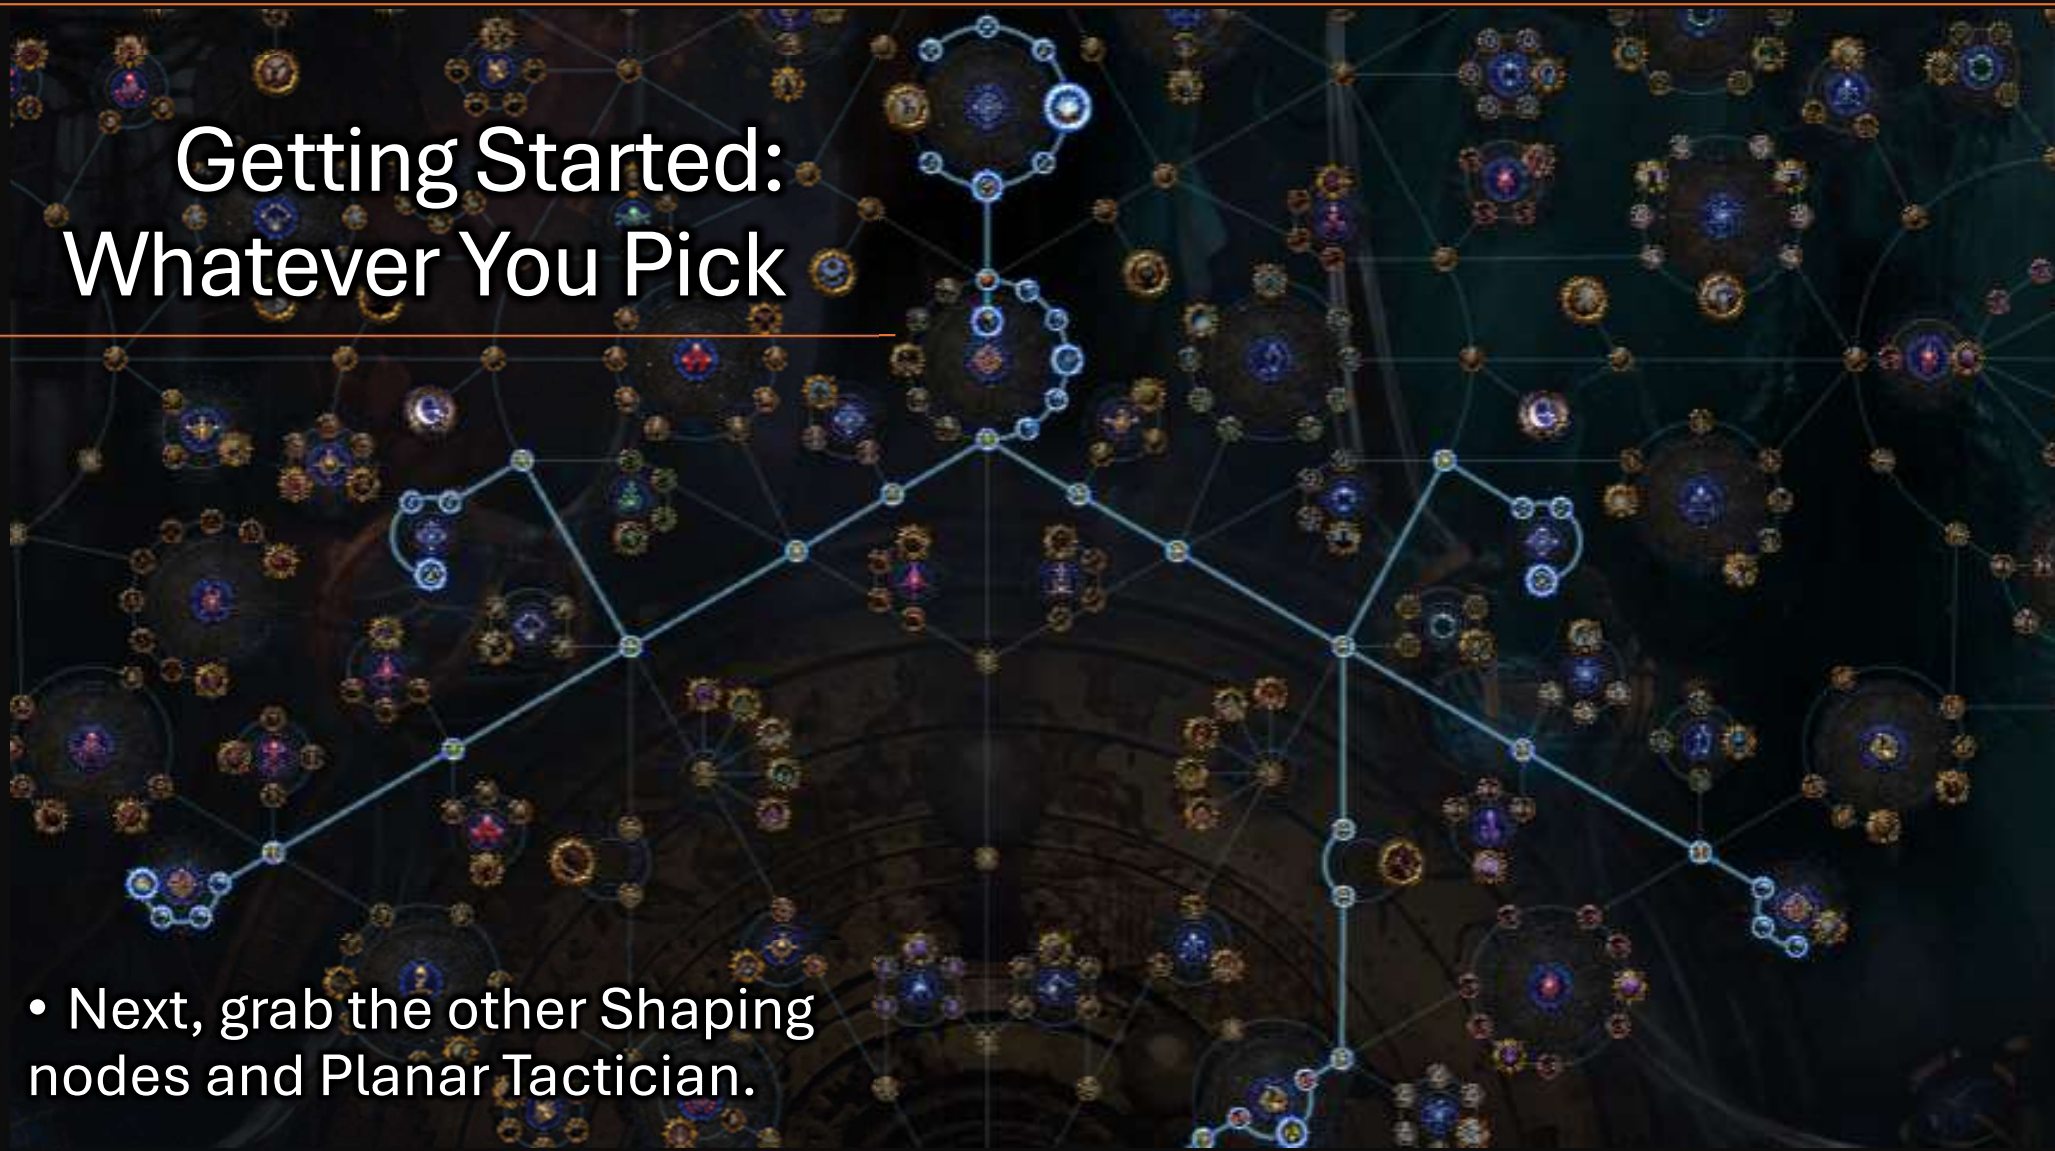 Getting Started:
Whatever You Pick
• Next, grab the other Shaping
nodes and Planar Tactician.